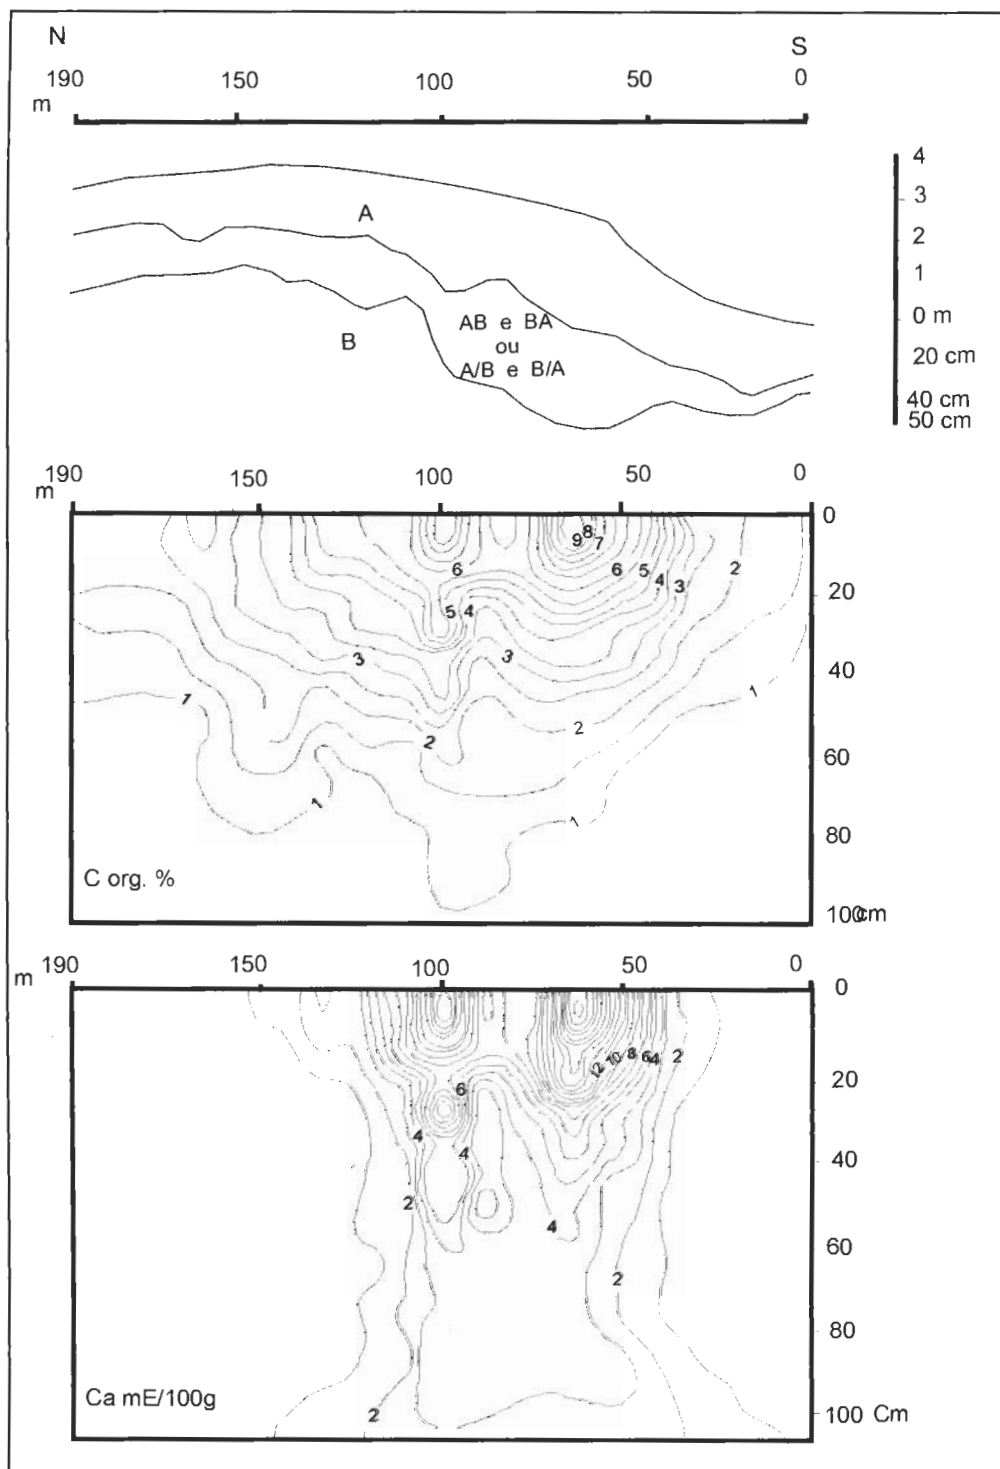 N
S
190 150 100 50 0
m
4
3
2
1
0 m
20 cm
40 cm
50 cm
A
B
AB e BA
ou
A/B e B/A
190 150 100 50 0
m
0
20
40
60
80
100cm
9 8 7
6 6 5 4 3 2
5 4
3 3
1 1
2 2
1 1
C org. %
190 150 100 50 0
m
0
20
40
60
80
100 Cm
12 10 8 6 4 2
6
4 4
2
4
2
2
Ca mE/100g